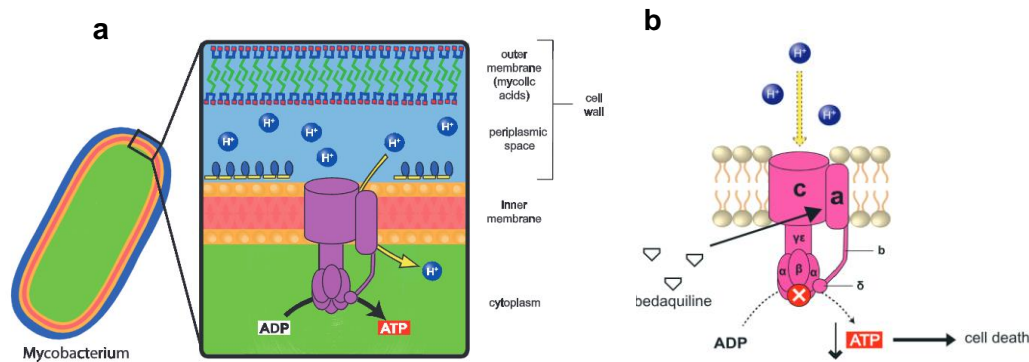 a
outer
membrane
(mycolic
acids)
cell
wall
periplasmic
space
H⁺
H⁺
H⁺
H⁺
H⁺
Inner
membrane
H⁺
cytoplasm
ADP
ATP
Mycobacterium
b
H⁺
H⁺
H⁺
c
a
γε
b
α
β
α
δ
bedaquiline
ADP
ATP
cell death